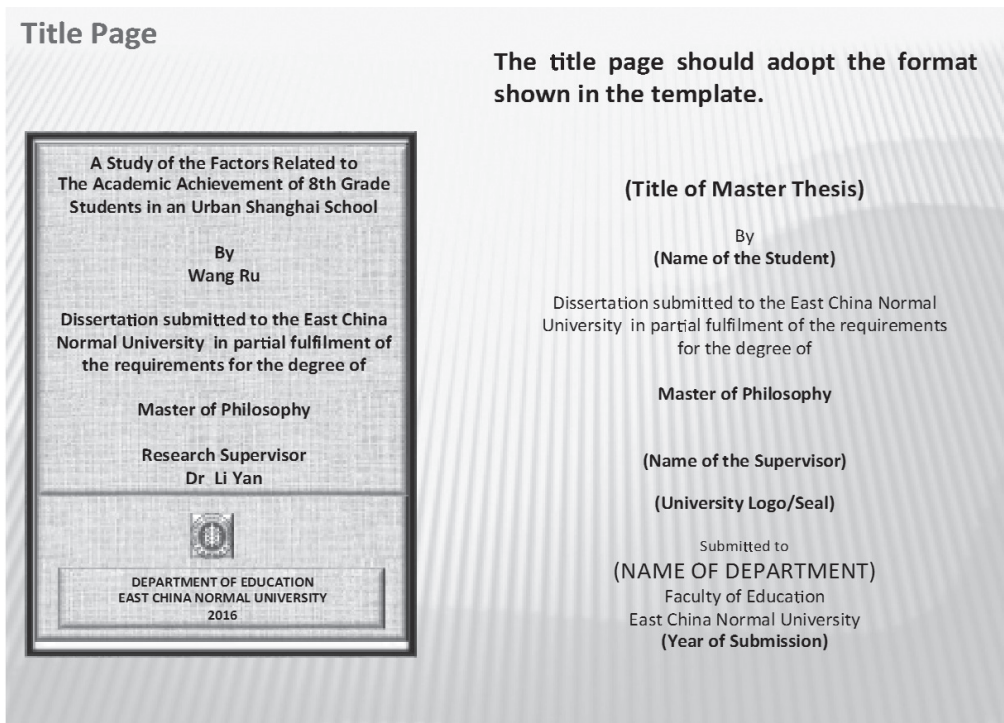 Title Page
The title page should adopt the format
shown in the template.
A Study of the Factors Related to
The Academic Achievement of 8th Grade
Students in an Urban Shanghai School
By
Wang Ru
Dissertation submitted to the East China
Normal University in partial fulfilment of
the requirements for the degree of
Master of Philosophy
Research Supervisor
Dr Li Yan
DEPARTMENT OF EDUCATION
EAST CHINA NORMAL UNIVERSITY
2016
(Title of Master Thesis)
By
(Name of the Student)
Dissertation submitted to the East China Normal
University in partial fulfilment of the requirements
for the degree of
Master of Philosophy
(Name of the Supervisor)
(University Logo/Seal)
Submitted to
(NAME OF DEPARTMENT)
Faculty of Education
East China Normal University
(Year of Submission)